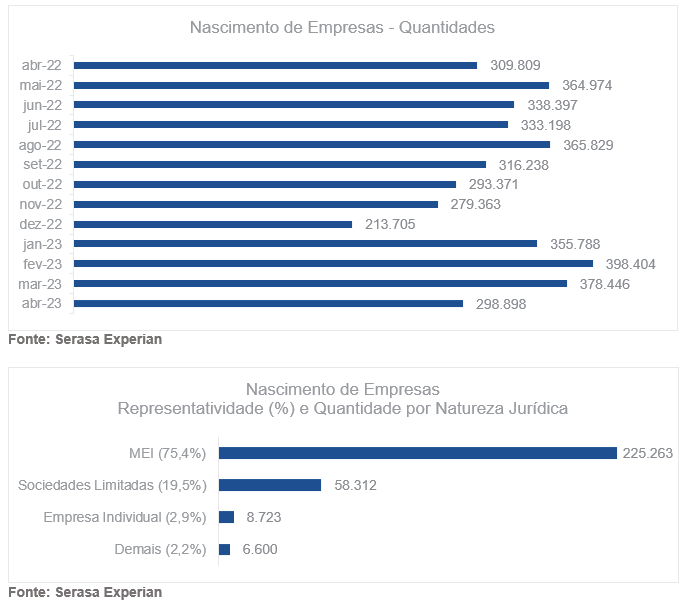 Nascimento de Empresas - Quantidades
abr-22 309.809
mai-22 364.974
jun-22 338.397
jul-22 333.198
ago-22 365.829
set-22 316.238
out-22 293.371
nov-22 279.363
dez-22 213.705
jan-23 355.788
fev-23 398.404
mar-23 378.446
abr-23 298.898
Fonte: Serasa Experian
Nascimento de Empresas
Representatividade (%) e Quantidade por Natureza Jurídica
MEI (75,4%) 225.263
Sociedades Limitadas (19,5%) 58.312
Empresa Individual (2,9%) 8.723
Demais (2,2%) 6.600
Fonte: Serasa Experian